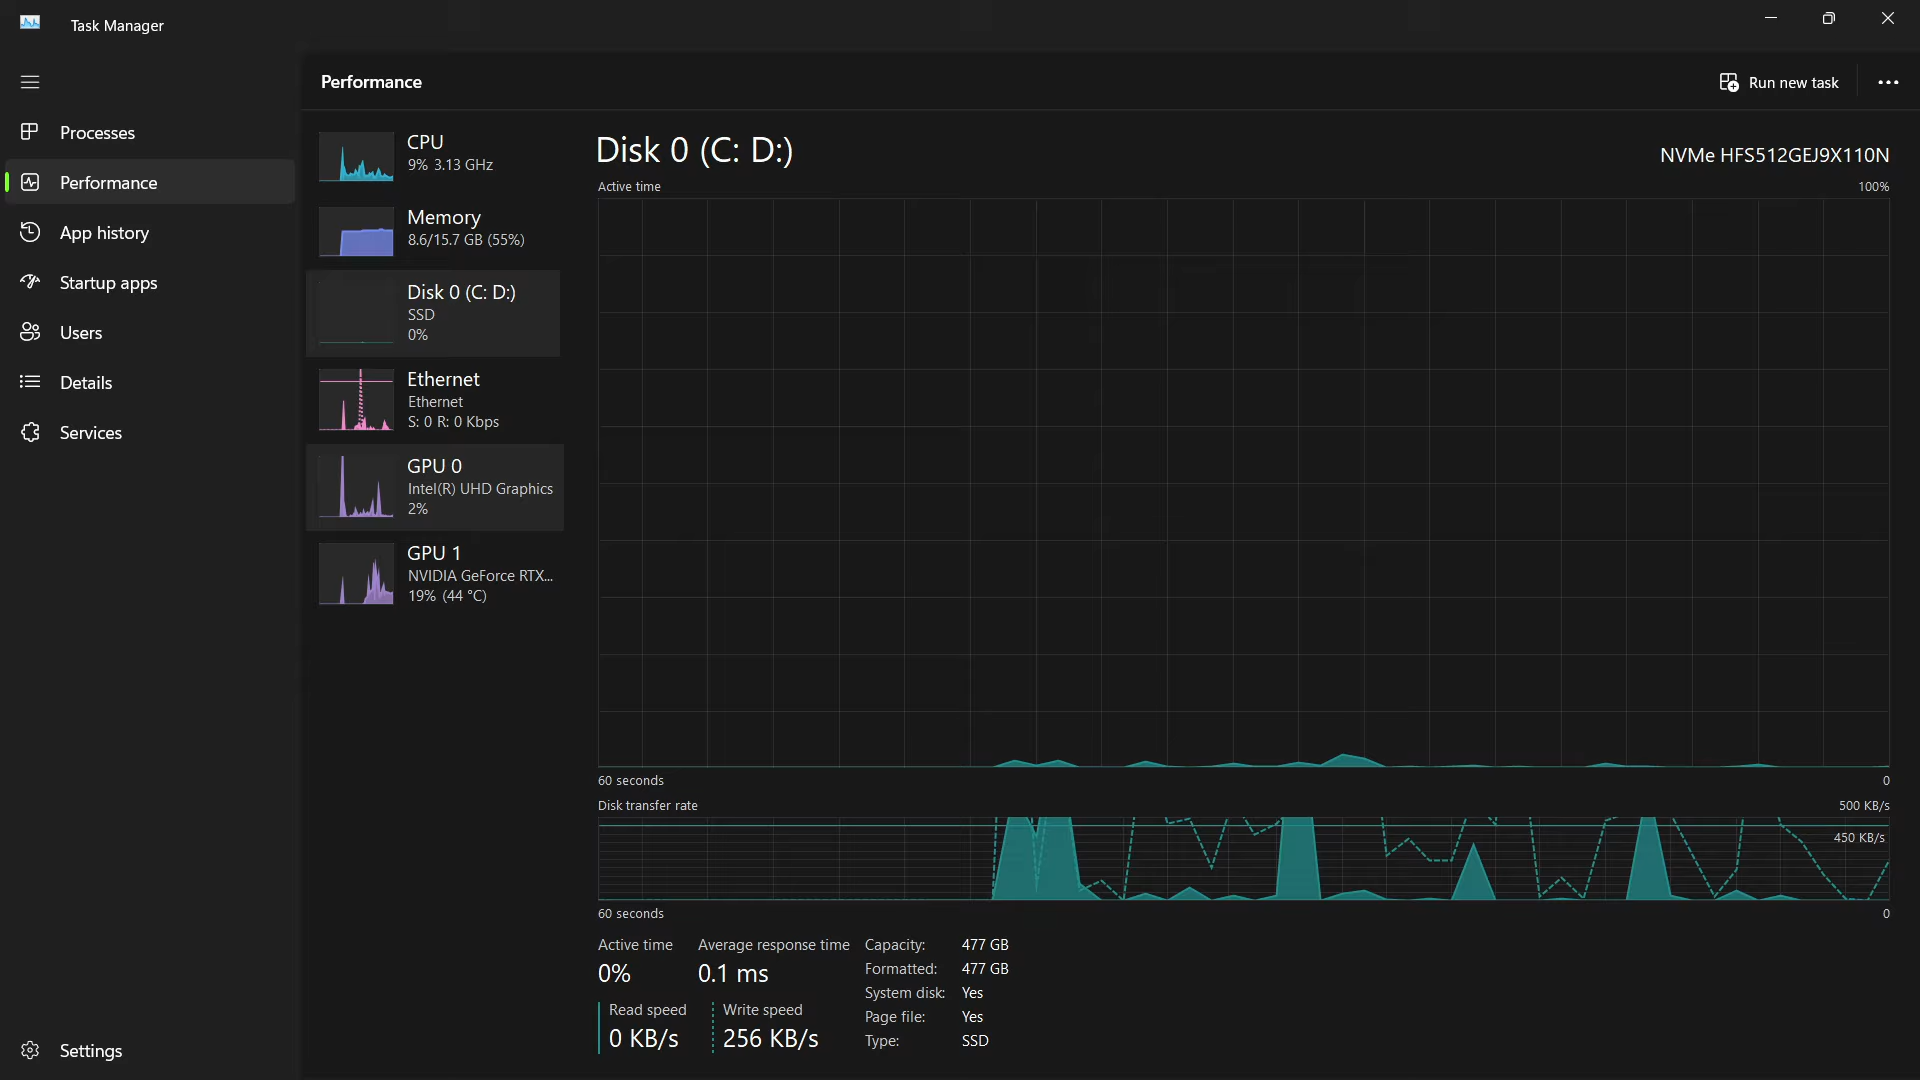 Task Manager
Performance
Run new task
Processes
Performance
App history
Startup apps
Users
Details
Services
Settings
CPU
9% 3.13 GHz
Memory
8.6/15.7 GB (55%)
Disk 0 (C: D:)
SSD
0%
Ethernet
Ethernet
S: 0 R: 0 Kbps
GPU 0
Intel(R) UHD Graphics
2%
GPU 1
NVIDIA GeForce RTX...
19% (44 °C)
Disk 0 (C: D:)
NVMe HFS512GEJ9X110N
Active time
100%
60 seconds
0
Disk transfer rate
500 KB/s
450 KB/s
60 seconds
0
Active time
0%
Average response time
0.1 ms
Read speed
0 KB/s
Write speed
256 KB/s
Capacity: 477 GB
Formatted: 477 GB
System disk: Yes
Page file: Yes
Type: SSD